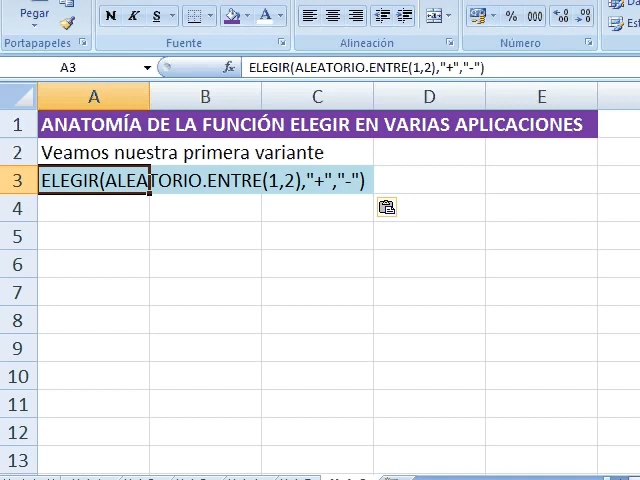 Pegar
N K S A
% 000
Portapapeles Fuente Alineación Número
A3 fx ELEGIR(ALEATORIO.ENTRE(1,2),"+","-")
A B C D E
1 ANATOMÍA DE LA FUNCIÓN ELEGIR EN VARIAS APLICACIONES
2 Veamos nuestra primera variante
3 ELEGIR(ALEATORIO.ENTRE(1,2),"+","-")
4
5
6
7
8
9
10
11
12
13